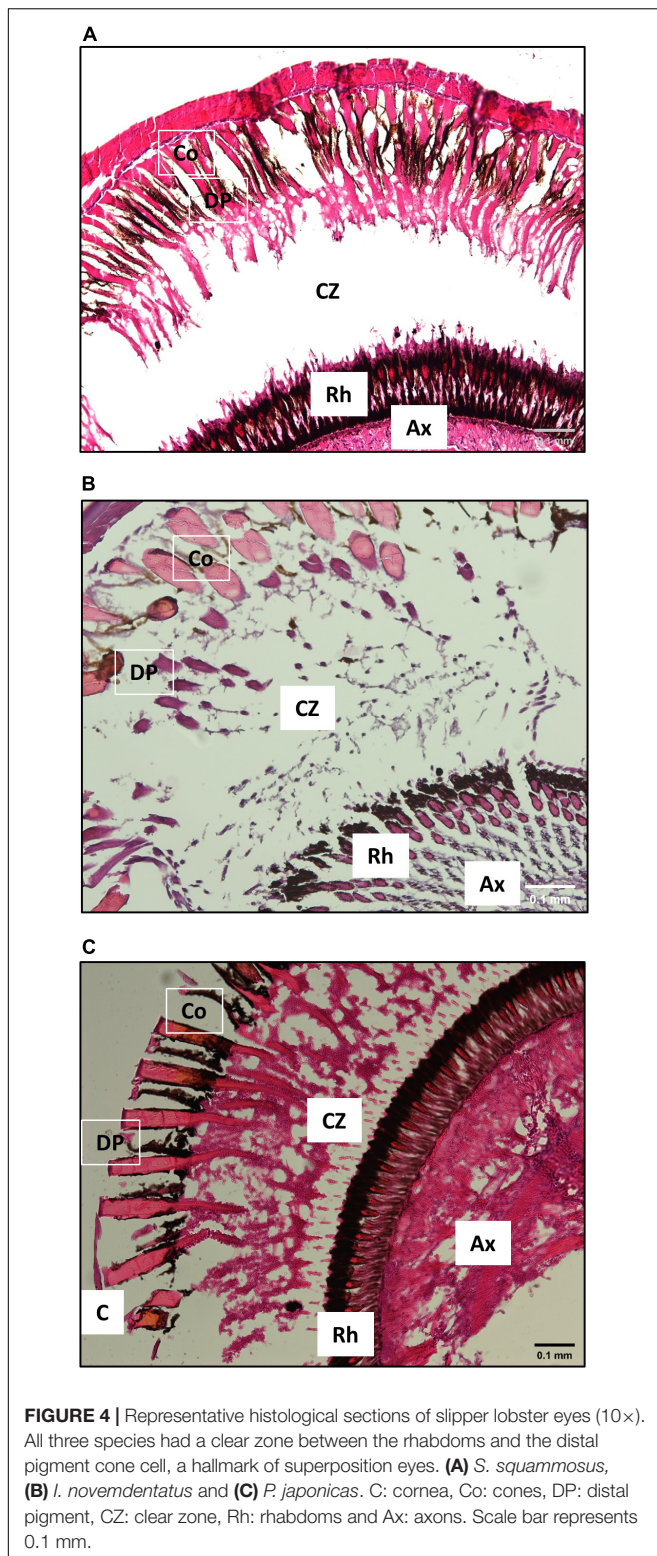 A
Co
DP
CZ
Rh
Ax
0.1 mm
B
Co
DP
CZ
Rh
Ax
0.1 mm
C
Co
CZ
DP
Ax
C
Rh
0.1 mm
FIGURE 4 | Representative histological sections of slipper lobster eyes (10×).
All three species had a clear zone between the rhabdoms and the distal
pigment cone cell, a hallmark of superposition eyes. (A) S. squammosus,
(B) I. novemdentatus and (C) P. japonicas. C: cornea, Co: cones, DP: distal
pigment, CZ: clear zone, Rh: rhabdoms and Ax: axons. Scale bar represents
0.1 mm.